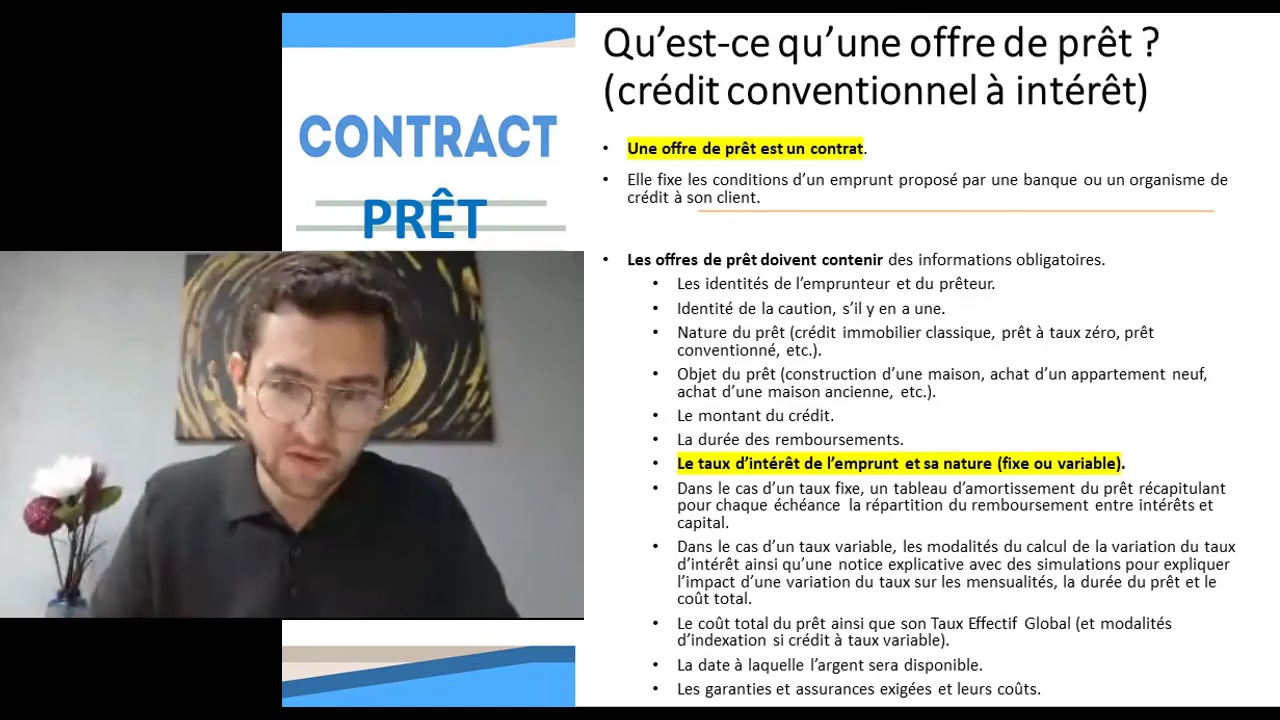 CONTRACT
PRÊT
Qu’est-ce qu’une offre de prêt ?
(crédit conventionnel à intérêt)
• Une offre de prêt est un contrat.
• Elle fixe les conditions d’un emprunt proposé par une banque ou un organisme de
crédit à son client.
• Les offres de prêt doivent contenir des informations obligatoires.
• Les identités de l’emprunteur et du prêteur.
• Identité de la caution, s’il y en a une.
• Nature du prêt (crédit immobilier classique, prêt à taux zéro, prêt
conventionné, etc.).
• Objet du prêt (construction d’une maison, achat d’un appartement neuf,
achat d’une maison ancienne, etc.).
• Le montant du crédit.
• La durée des remboursements.
• Le taux d’intérêt de l’emprunt et sa nature (fixe ou variable).
• Dans le cas d’un taux fixe, un tableau d’amortissement du prêt récapitulant
pour chaque échéance la répartition du remboursement entre intérêts et
capital.
• Dans le cas d’un taux variable, les modalités du calcul de la variation du taux
d’intérêt ainsi qu’une notice explicative avec des simulations pour expliquer
l’impact d’une variation du taux sur les mensualités, la durée du prêt et le
coût total.
• Le coût total du prêt ainsi que son Taux Effectif Global (et modalités
d’indexation si crédit à taux variable).
• La date à laquelle l’argent sera disponible.
• Les garanties et assurances exigées et leurs coûts.